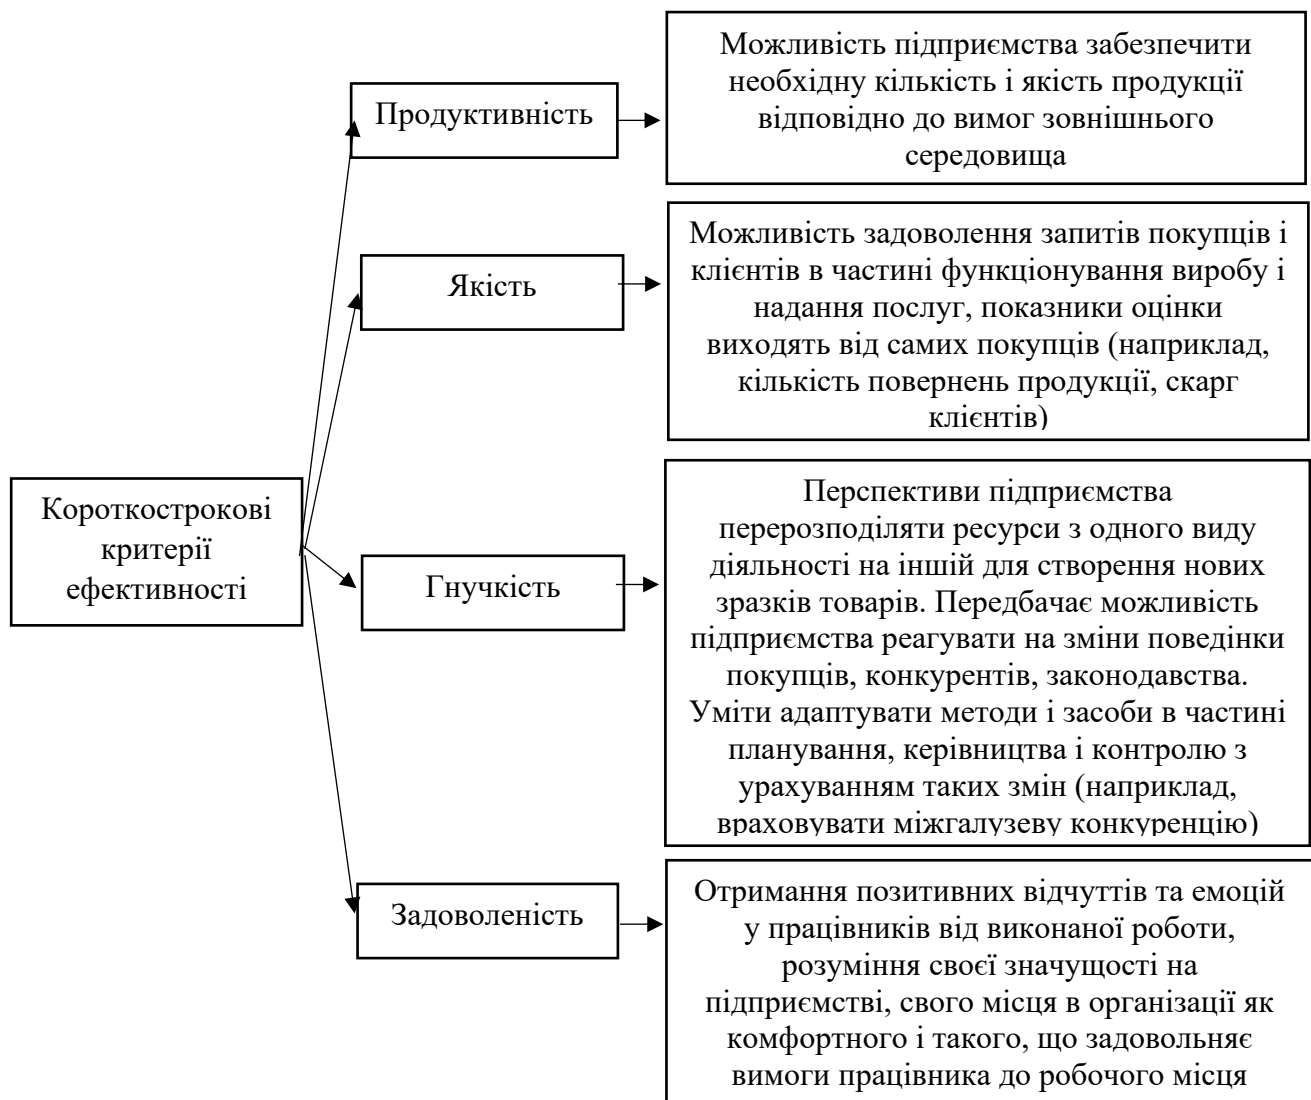 Короткострокові
критерії
ефективності
Продуктивність
Можливість підприємства забезпечити
необхідну кількість і якість продукції
відповідно до вимог зовнішнього
середовища
Якість
Можливість задоволення запитів покупців і
клієнтів в частині функціонування виробу і
надання послуг, показники оцінки
виходять від самих покупців (наприклад,
кількість повернень продукції, скарг
клієнтів)
Гнучкість
Перспективи підприємства
перерозподіляти ресурси з одного виду
діяльності на іншій для створення нових
зразків товарів. Передбачає можливість
підприємства реагувати на зміни поведінки
покупців, конкурентів, законодавства.
Уміти адаптувати методи і засоби в частині
планування, керівництва і контролю з
урахуванням таких змін (наприклад,
враховувати міжгалузеву конкуренцію)
Задоволеність
Отримання позитивних відчуттів та емоцій
у працівників від виконаної роботи,
розуміння своєї значущості на
підприємстві, свого місця в організації як
комфортного і такого, що задовольняє
вимоги працівника до робочого місця